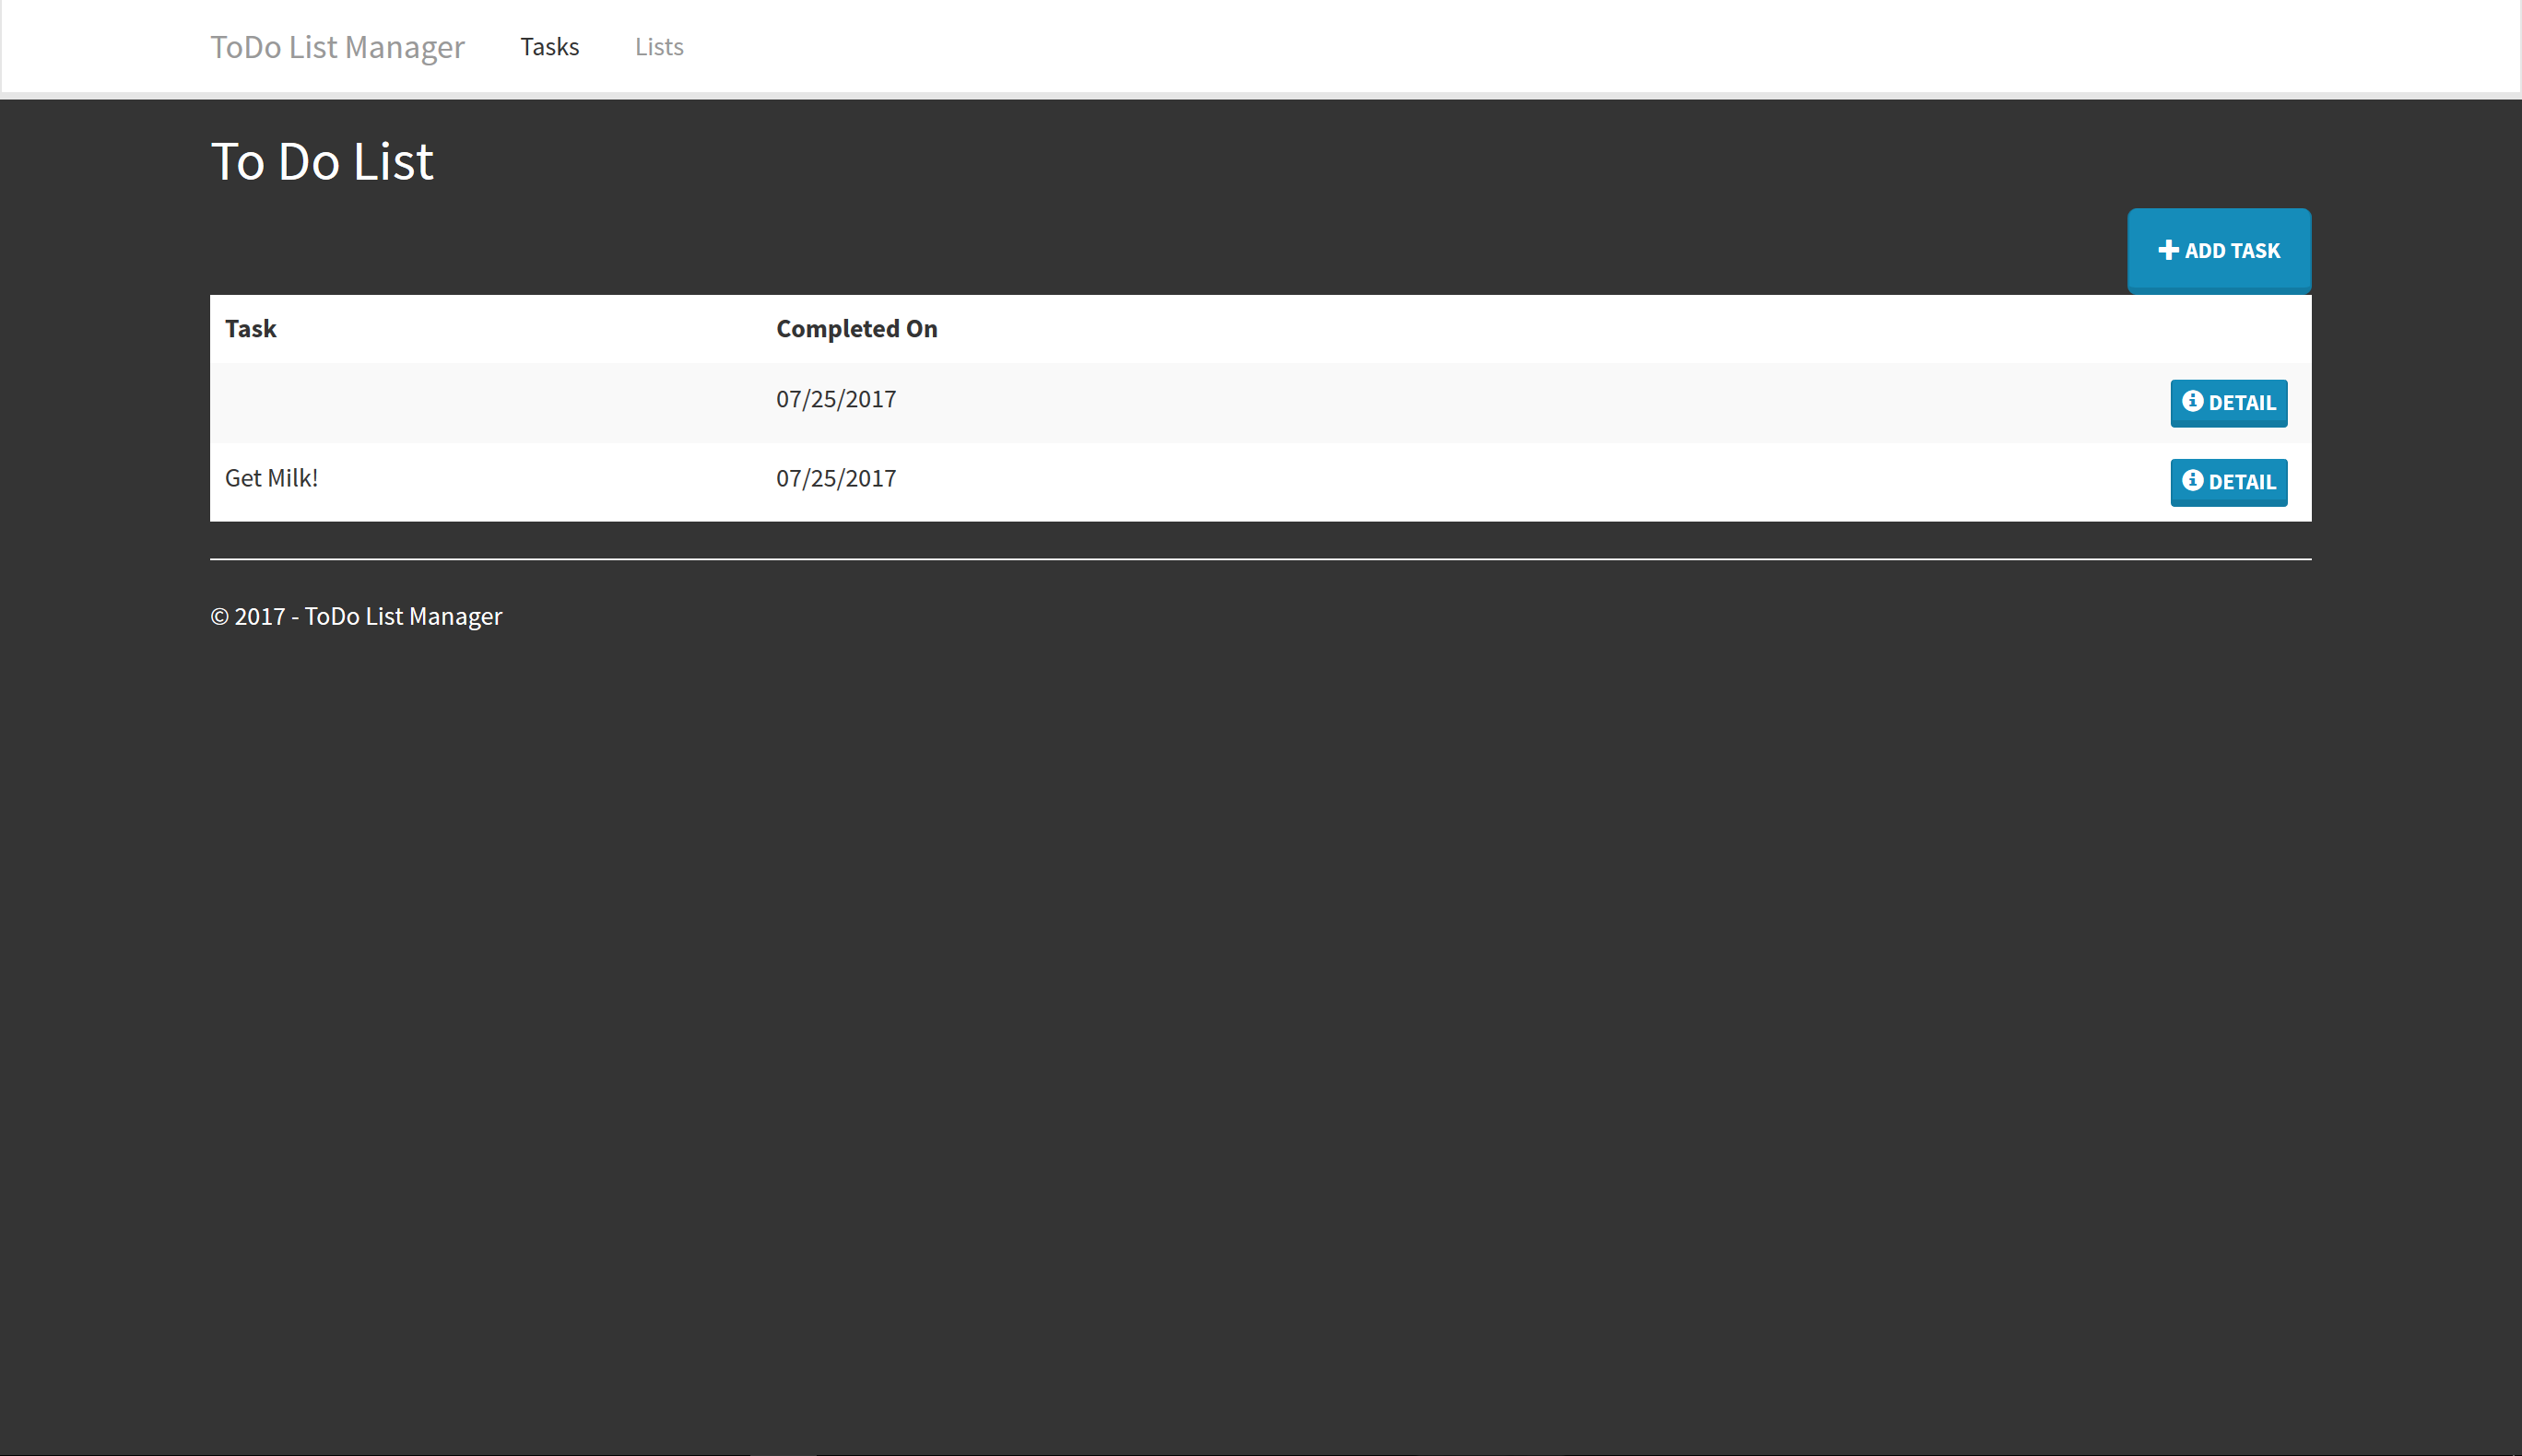 ToDo List Manager Tasks Lists
To Do List
ADD TASK
Task Completed On
07/25/2017 DETAIL
Get Milk! 07/25/2017 DETAIL
© 2017 - ToDo List Manager